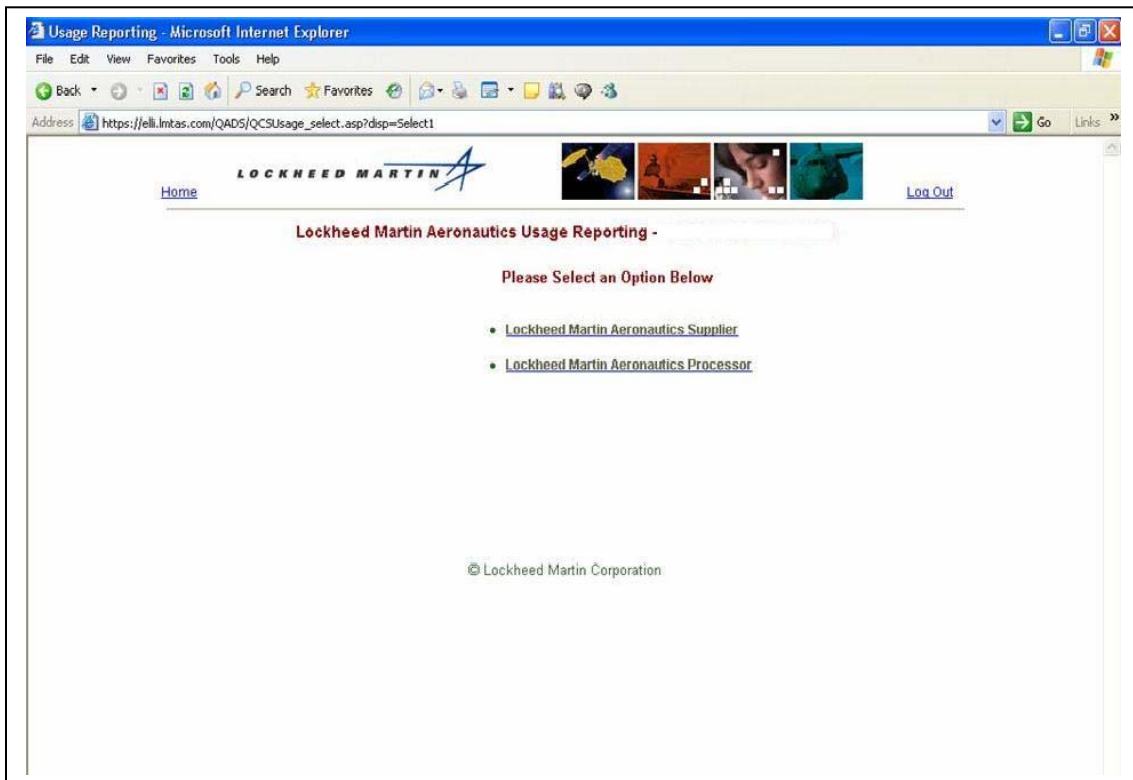 Usage Reporting - Microsoft Internet Explorer
File Edit View Favorites Tools Help
Back Search Favorites
Address https://elli.lmtas.com/QADS/QCSUsage_select.asp?disp=Select1 Go Links »
LOCKHEED MARTIN
Home Log Out
Lockheed Martin Aeronautics Usage Reporting -
Please Select an Option Below
• Lockheed Martin Aeronautics Supplier
• Lockheed Martin Aeronautics Processor
© Lockheed Martin Corporation